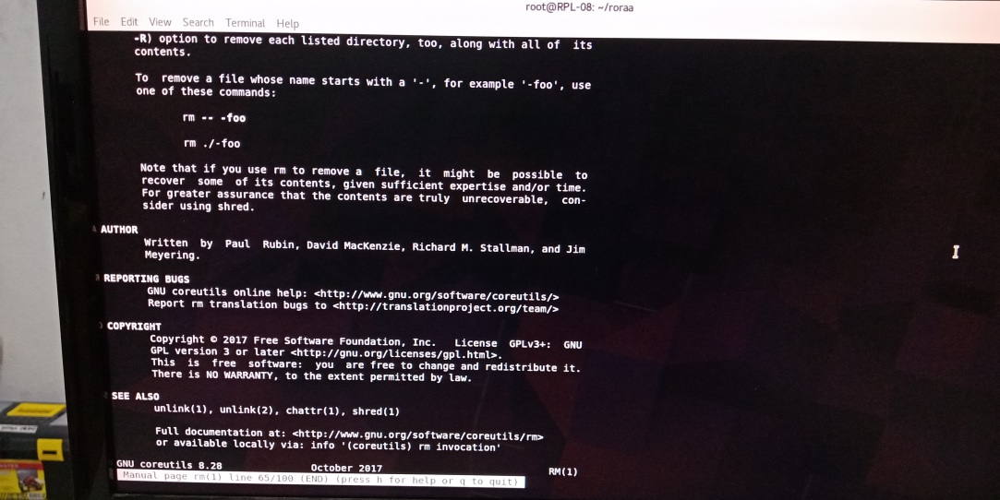 root@RPL-08: ~/roraa
File Edit View Search Terminal Help
-R) option to remove each listed directory, too, along with all of its
contents.
To remove a file whose name starts with a '-', for example '-foo', use
one of these commands:
rm -- -foo
rm ./-foo
Note that if you use rm to remove a file, it might be possible to
recover some of its contents, given sufficient expertise and/or time.
For greater assurance that the contents are truly unrecoverable, con-
sider using shred.
AUTHOR
Written by Paul Rubin, David MacKenzie, Richard M. Stallman, and Jim
Meyering.
REPORTING BUGS
GNU coreutils online help: <http://www.gnu.org/software/coreutils/>
Report rm translation bugs to <http://translationproject.org/team/>
COPYRIGHT
Copyright © 2017 Free Software Foundation, Inc. License GPLv3+: GNU
GPL version 3 or later <http://gnu.org/licenses/gpl.html>.
This is free software: you are free to change and redistribute it.
There is NO WARRANTY, to the extent permitted by law.
SEE ALSO
unlink(1), unlink(2), chattr(1), shred(1)
Full documentation at: <http://www.gnu.org/software/coreutils/rm>
or available locally via: info '(coreutils) rm invocation'
GNU coreutils 8.28 October 2017 RM(1)
Manual page rm(1) line 65/100 (END) (press h for help or q to quit)